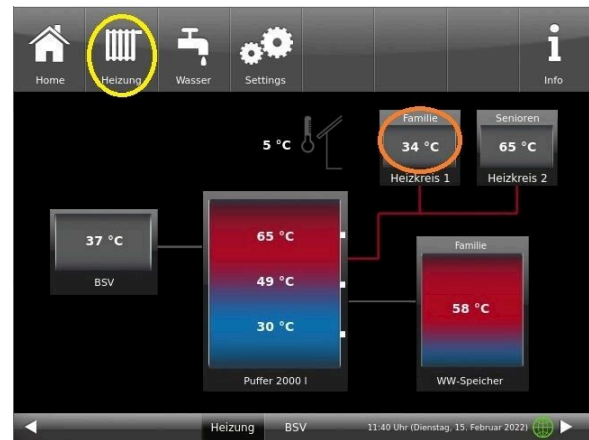 Home
Heizung
Wasser
Settings
Info
5 °C
Familie
34 °C
Heizkreis 1
Senioren
65 °C
Heizkreis 2
37 °C
BSV
65 °C
49 °C
30 °C
Puffer 2000 l
Familie
58 °C
WW-Speicher
Heizung
BSV
11:40 Uhr (Dienstag, 15. Februar 2022)